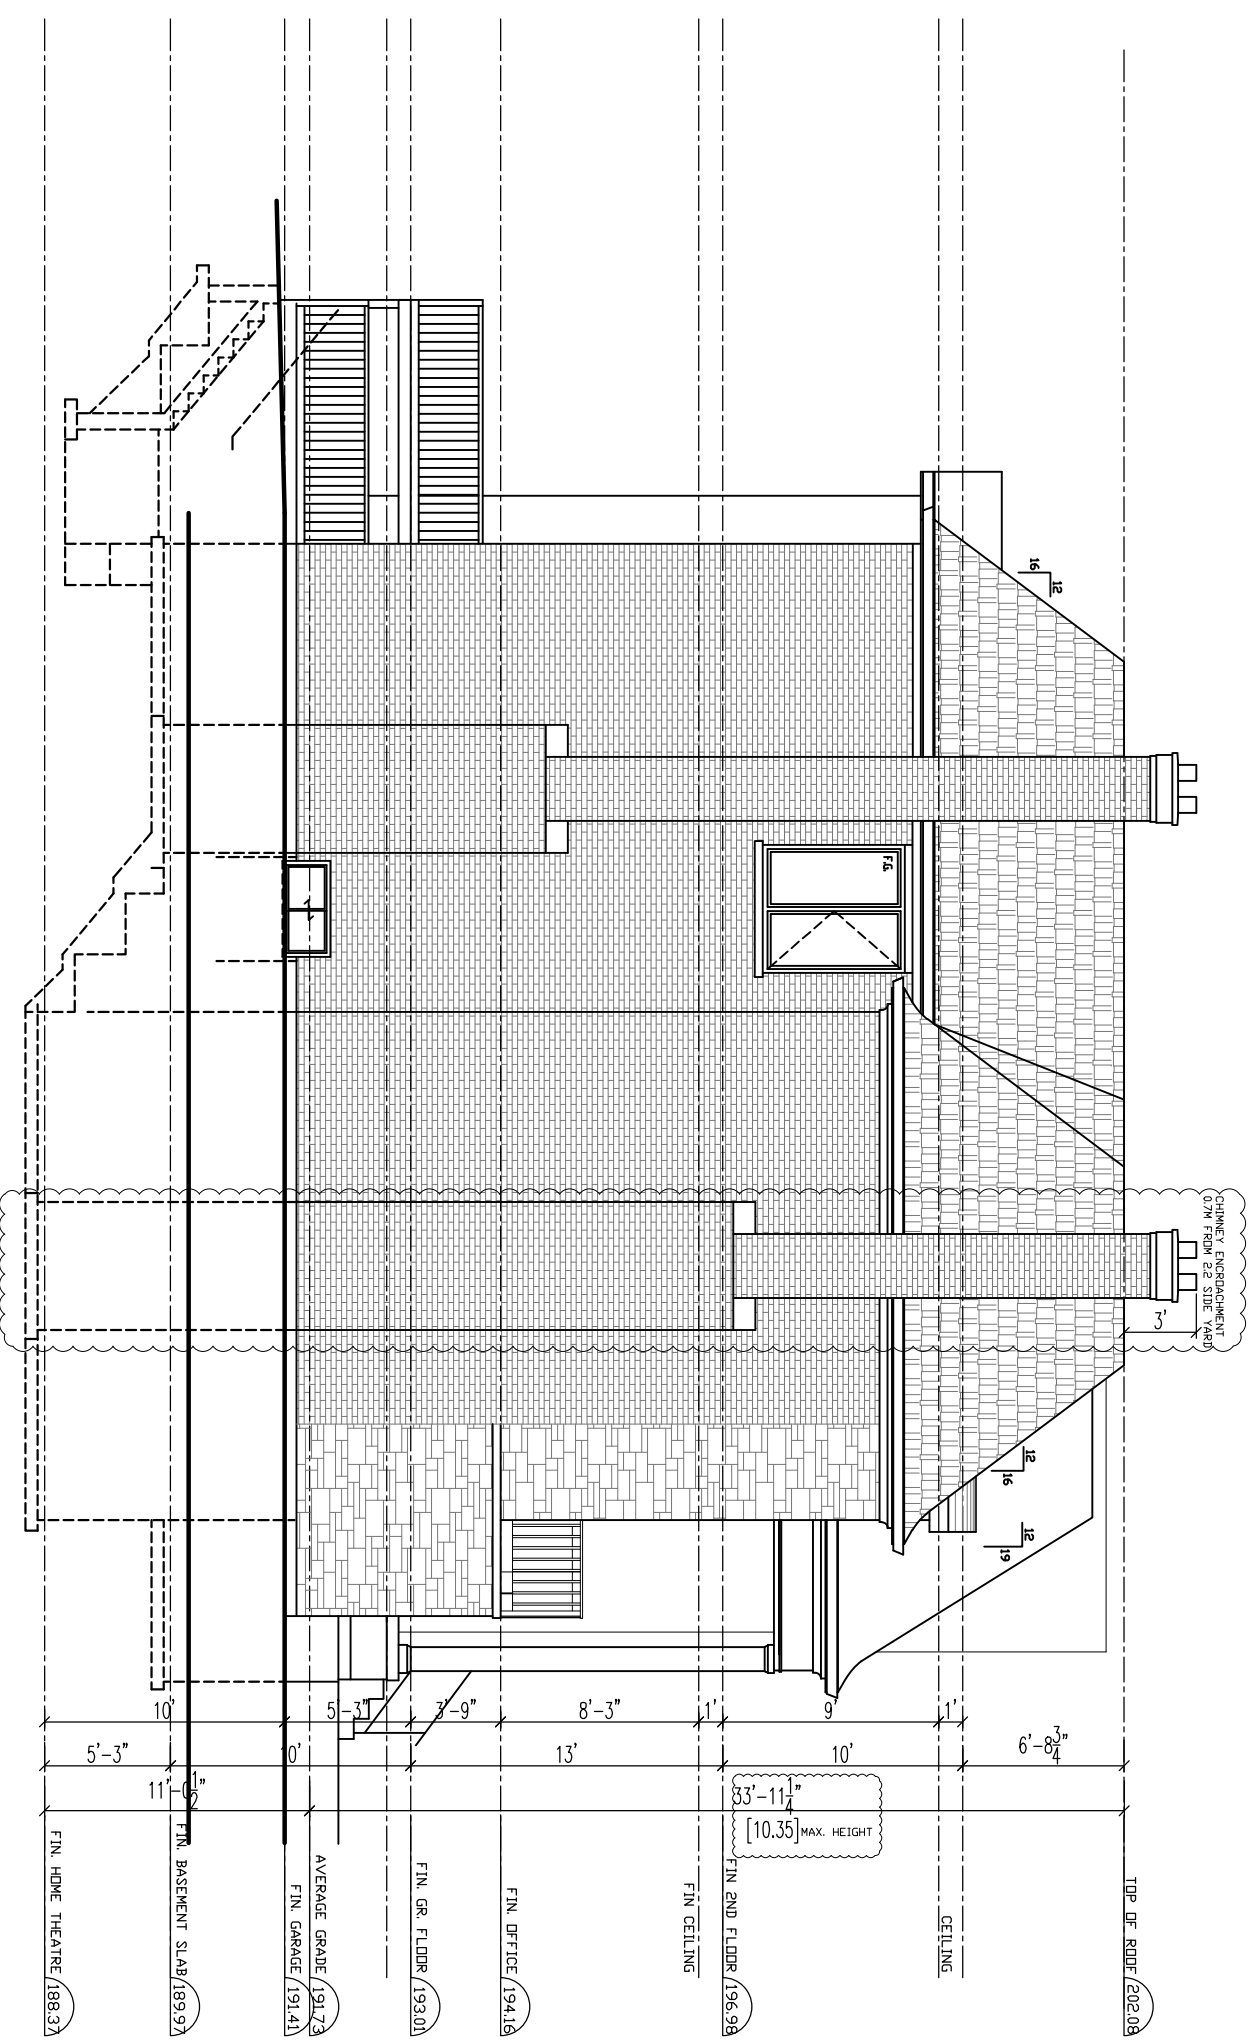 CHIMNEY ENCROACHMENT
0.7M FROM 2.2 SIDE YARD
3'
16
12
F.G.
12
16
12
19
10'
5'-3"
3'-9"
8'-3"
1'
9'
1'
5'-3"
10'
13'
10'
6'-8 3/4"
11'-0 1/2"
33'-11 1/4"
[10.35] MAX. HEIGHT
TOP OF ROOF 202.08
CEILING
FIN 2ND FLOOR 196.98
FIN CEILING
FIN. OFFICE 194.16
FIN. GR. FLOOR 193.01
AVERAGE GRADE 191.73
FIN. GARAGE 191.41
FIN. BASEMENT SLAB 189.97
FIN. HOME THEATRE 188.37